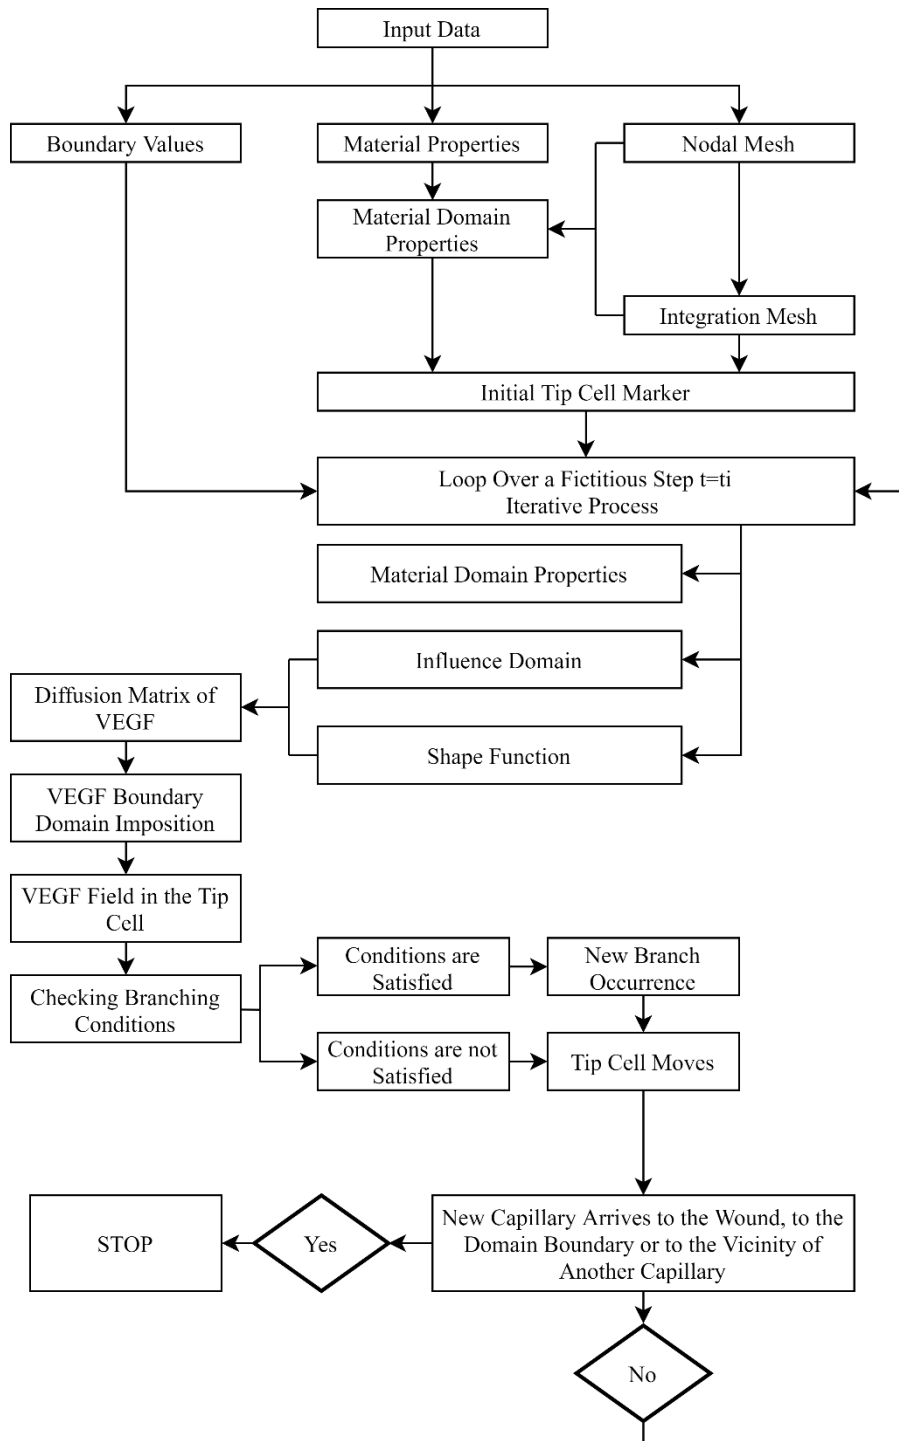 Input Data
Boundary Values
Material Properties
Nodal Mesh
Material Domain
Properties
Integration Mesh
Initial Tip Cell Marker
Loop Over a Fictitious Step t=ti
Iterative Process
Material Domain Properties
Influence Domain
Diffusion Matrix of
VEGF
Shape Function
VEGF Boundary
Domain Imposition
VEGF Field in the Tip
Cell
Checking Branching
Conditions
Conditions are
Satisfied
New Branch
Occurrence
Conditions are not
Satisfied
Tip Cell Moves
New Capillary Arrives to the Wound, to the
Domain Boundary or to the Vicinity of
Another Capillary
Yes
STOP
No